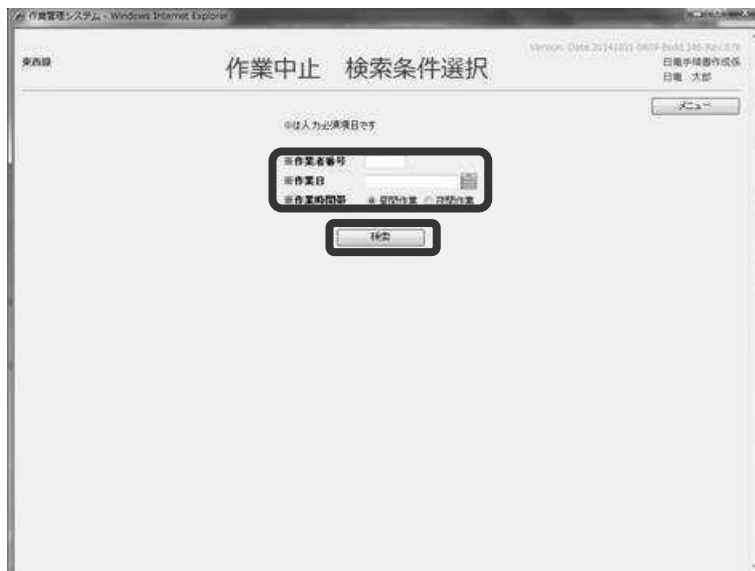 作業管理システム - Windows Internet Explorer
東西線
作業中止 検索条件選択
日電手順書作成係
日電 太郎
メニュー
※は入力必須項目です
※作業者番号
※作業日
※作業時間帯 昼間作業 夜間作業
検索